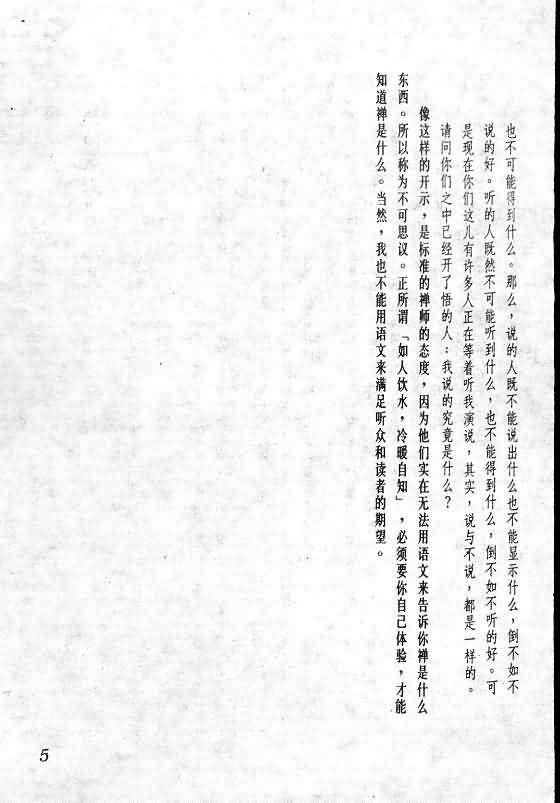 也不可能得到什么。那么，说的人既不能说出什么也不能显示什么，倒不如不
说的好。听的人既然不可能听到什么，也不能得到什么，倒不如不听的好。可
是现在你们这儿有许多人正在等着听我演说，其实，说与不说，都是一样的。
请问你们之中已经开了悟的人：我说的究竟是什么？
像这样的开示，是标准的禅师的态度，因为他们实在无法用语文来告诉你禅是什么
东西。所以称为不可思议。正所谓「如人饮水，冷暖自知」，必须要你自己体验，才能
知道禅是什么。当然，我也不能用语文来满足听众和读者的期望。
5